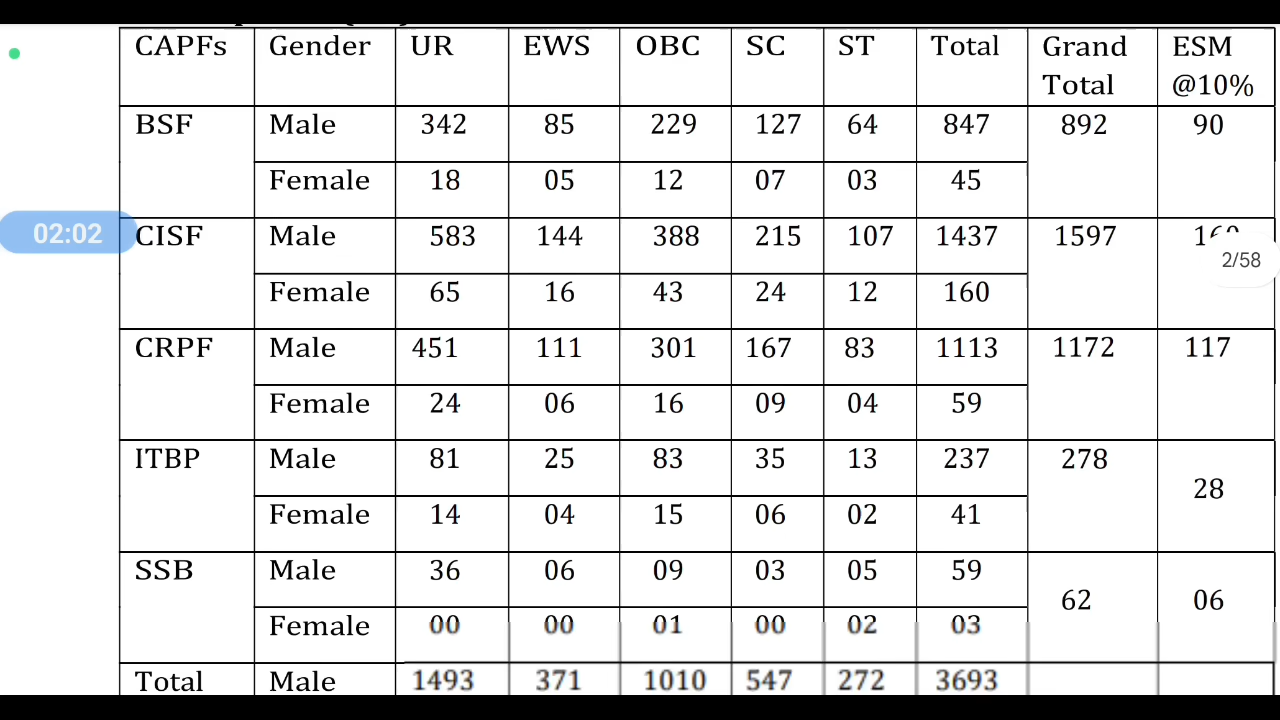 CAPFs Gender UR EWS OBC SC ST Total Grand Total ESM @10%
BSF Male 342 85 229 127 64 847 892 90
Female 18 05 12 07 03 45
02:02
CISF Male 583 144 388 215 107 1437 1597
2/58
Female 65 16 43 24 12 160
CRPF Male 451 111 301 167 83 1113 1172 117
Female 24 06 16 09 04 59
ITBP Male 81 25 83 35 13 237 278 28
Female 14 04 15 06 02 41
SSB Male 36 06 09 03 05 59 62 06
Female 00 00 01 00 02 03
Total Male 1493 371 1010 547 272 3693